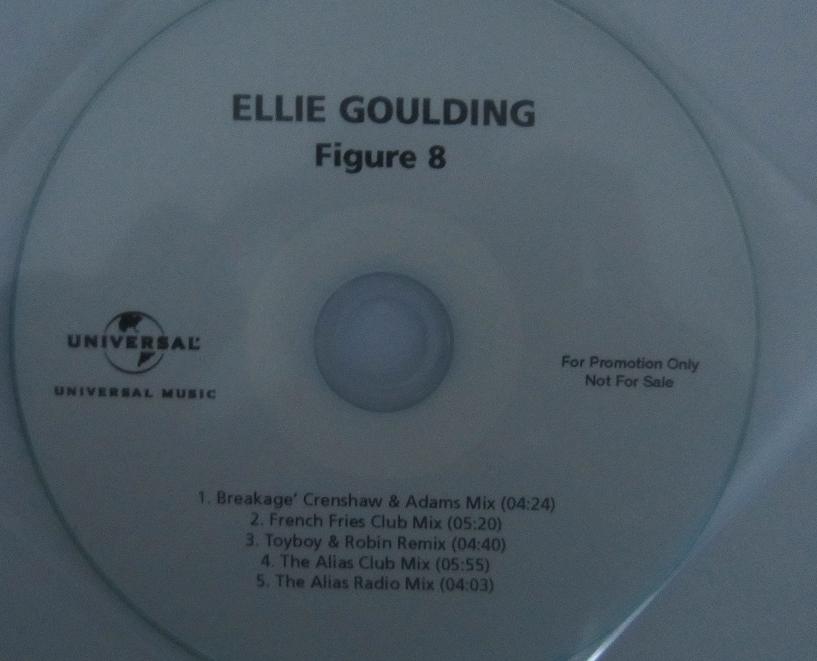 ELLIE GOULDING
Figure 8
UNIVERSAL
UNIVERSAL MUSIC
For Promotion Only
Not For Sale
1. Breakage' Crenshaw & Adams Mix (04:24)
2. French Fries Club Mix (05:20)
3. Toyboy & Robin Remix (04:40)
4. The Alias Club Mix (05:55)
5. The Alias Radio Mix (04:03)